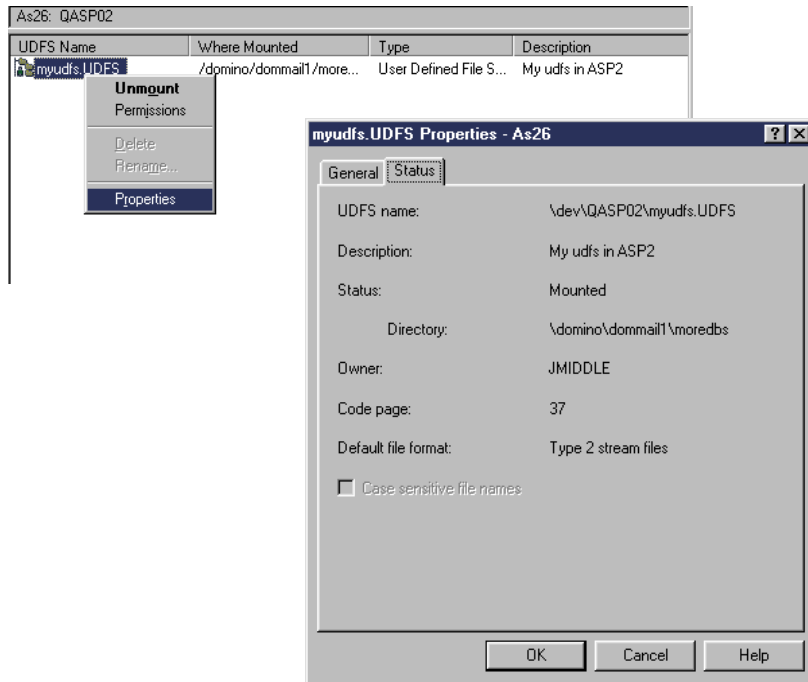 As26: QASP02
UDFS Name Where Mounted Type Description
myudfs.UDFS /domino/dommail1/more... User Defined File S... My udfs in ASP2
Unmount
Permissions
Delete
Rename...
Properties
myudfs.UDFS Properties - As26
General Status
UDFS name: \dev\QASP02\myudfs.UDFS
Description: My udfs in ASP2
Status: Mounted
Directory: \domino\dommail1\moredbs
Owner: JMIDDLE
Code page: 37
Default file format: Type 2 stream files
Case sensitive file names
OK Cancel Help